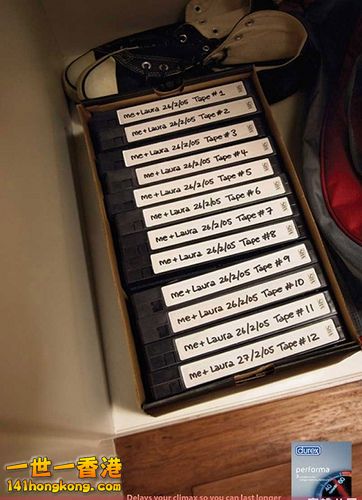 me + Laura 26/2/05 Tape #1
me + Laura 26/2/05 Tape #2
me + Laura 26/2/05 Tape #3
me + Laura 26/2/05 Tape #4
me + Laura 26/2/05 Tape #5
me + Laura 26/2/05 Tape #6
me + Laura 26/2/05 Tape #7
me + Laura 26/2/05 Tape #8
me + Laura 26/2/05 Tape #9
me + Laura 26/2/05 Tape #10
me + Laura 26/2/05 Tape #11
me + Laura 27/2/05 Tape #12
durex
performa
一世一香港
141hongkong.com
Delays your climax so you can last longer